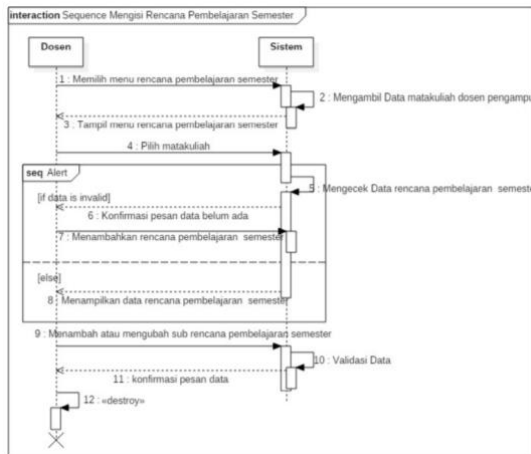 interaction Sequence Mengisi Rencana Pembelajaran Semester
Dosen
Sistem
1 : Memilih menu rencana pembelajaran semester
2 : Mengambil Data matakuliah dosen pengampu
3 : Tampil menu rencana pembelajaran semester
4 : Pilih matakuliah
seq Alert
5 : Mengecek Data rencana pembelajaran semest
[if data is invalid]
6 : Konfirmasi pesan data belum ada
7 : Menambahkan rencana pembelajaran semester
[else]
8 : Menampilkan data rencana pembelajaran semester
9 : Menambah atau mengubah sub rencana pembelajaran semester
10 : Validasi Data
11 : konfirmasi pesan data
12 : «destroy»